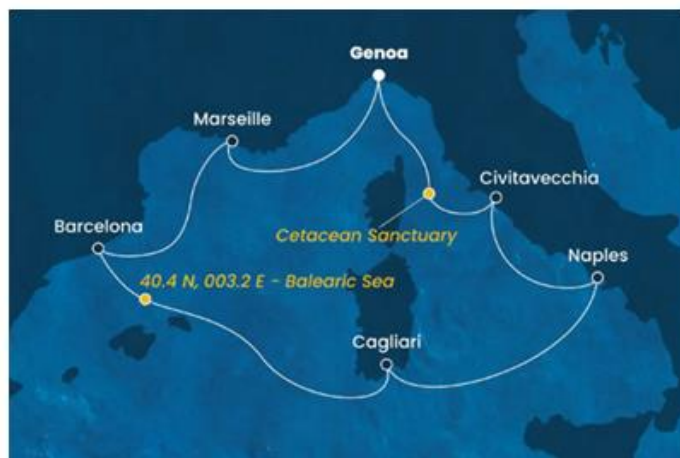 Genoa
Marseille
Civitavecchia
Barcelona
Cetacean Sanctuary
Naples
40.4 N, 003.2 E - Balearic Sea
Cagliari